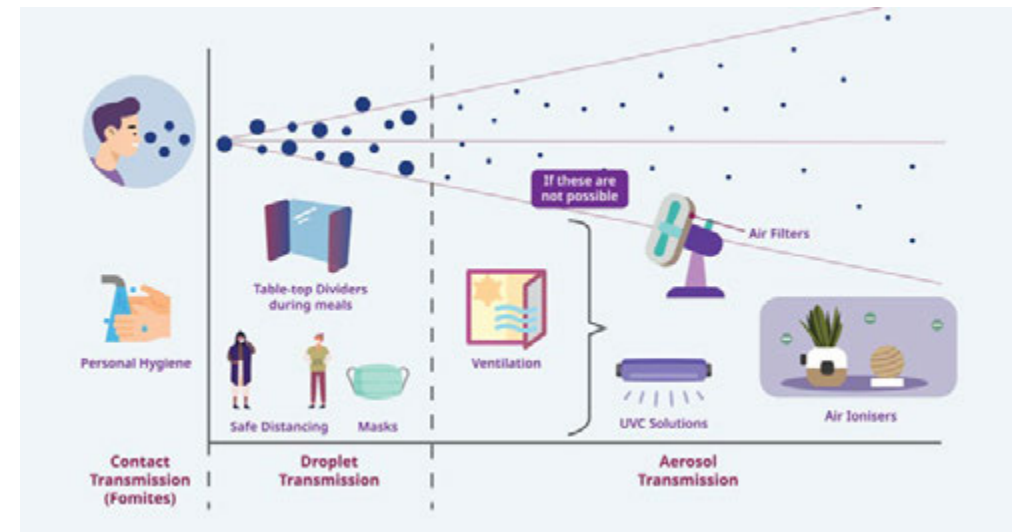 If these are
not possible
Air Filters
Table-top Dividers
during meals
Personal Hygiene
Ventilation
Safe Distancing
Masks
UVC Solutions
Air Ionisers
Contact
Transmission
(Fomites)
Droplet
Transmission
Aerosol
Transmission